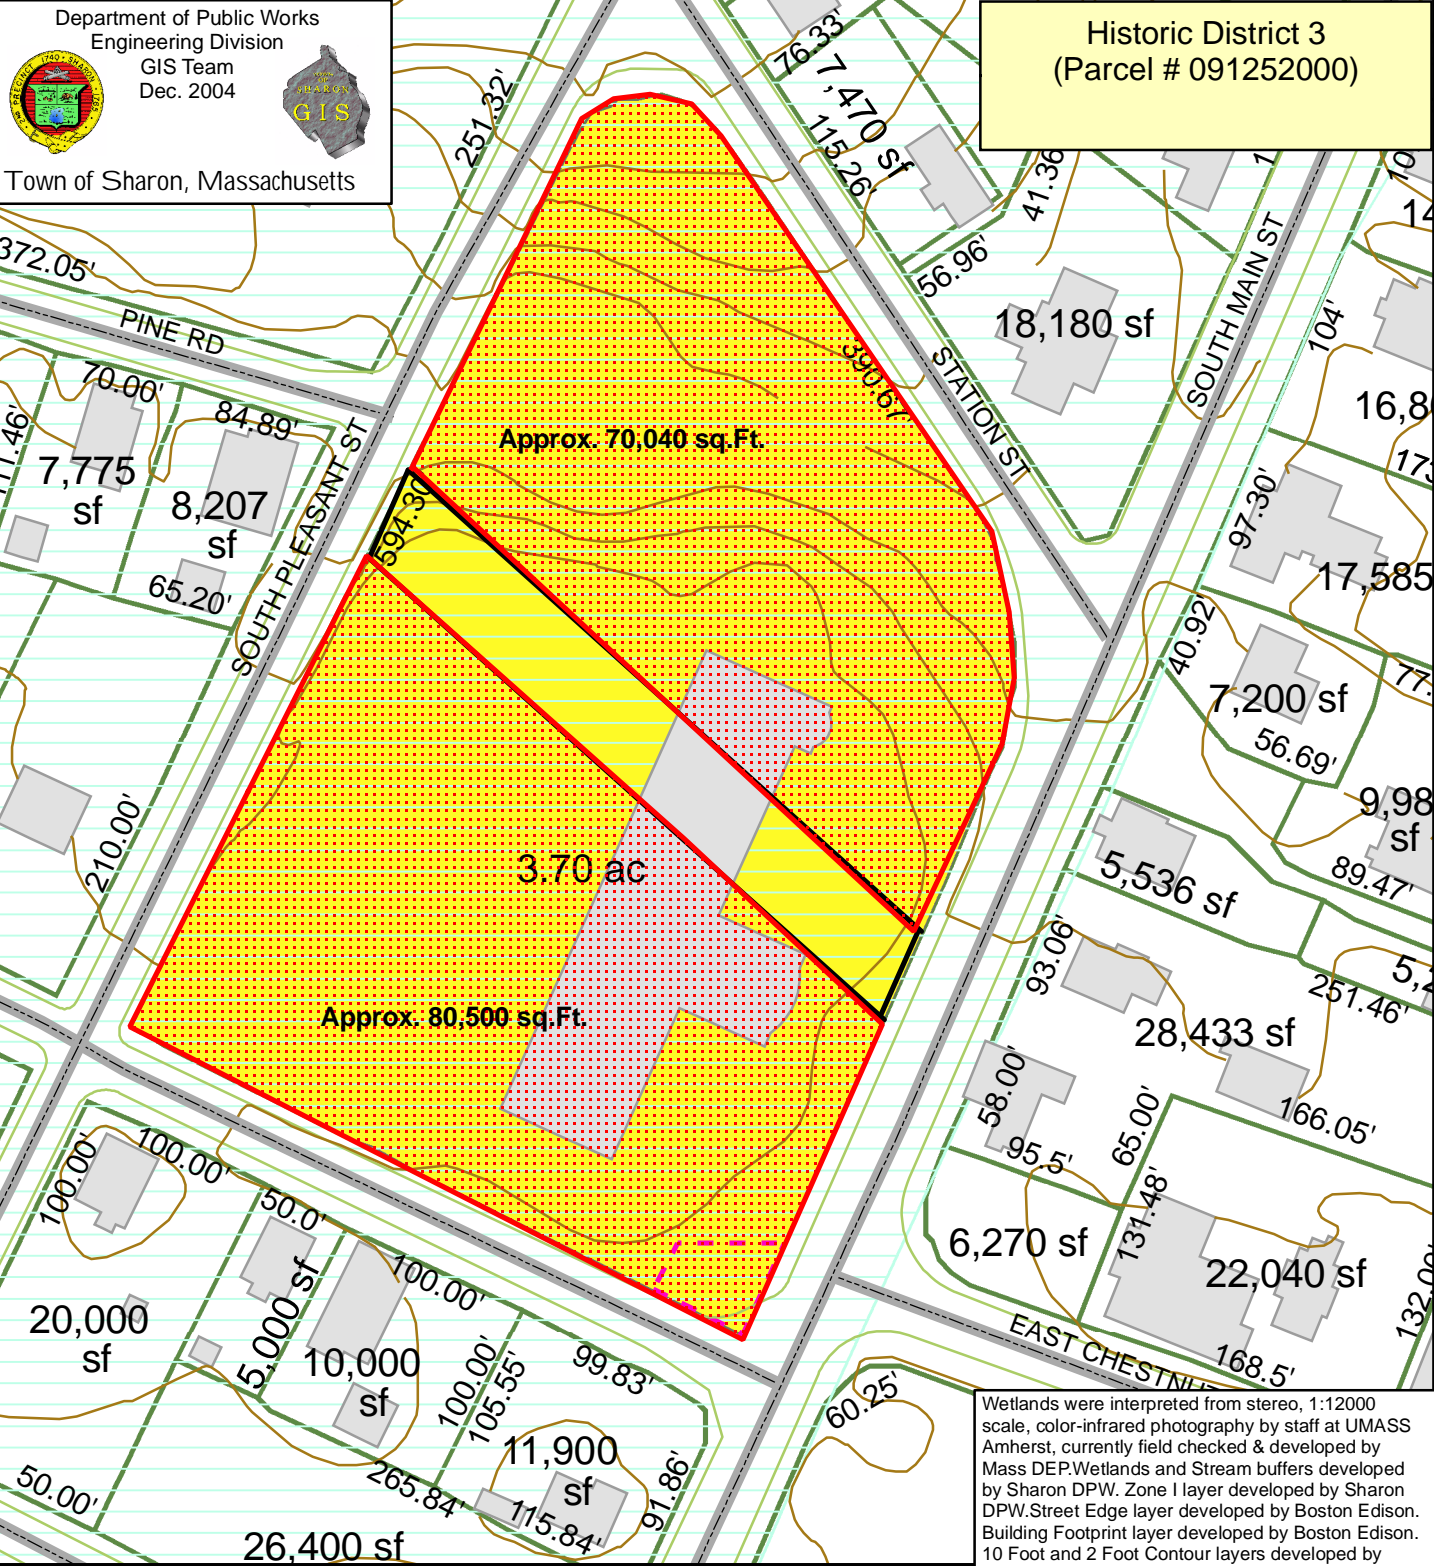 Department of Public Works
Engineering Division
GIS Team
Dec. 2004
Town of Sharon, Massachusetts
SHARON
GIS
Historic District 3
(Parcel # 091252000)
76.33'
7,470 sf
115.26'
251.32'
41.36
56.96'
372.05'
PINE RD
18,180 sf
SOUTH MAIN ST
104'
STATION ST
390.67'
70.00'
84.89'
7,775
sf
8,207
sf
65.20'
SOUTH PLEASANT ST
Approx. 70,040 sq.Ft.
594.30
97.30'
17,585
40.92'
7,200 sf
56.69'
9,98
sf
89.47'
5,536 sf
210.00'
3.70 ac
93.06'
251.46'
28,433 sf
Approx. 80,500 sq.Ft.
58.00'
95.5'
65.00'
166.05'
131.48'
6,270 sf
22,040 sf
168.5'
EAST CHESTNUT
100.00'
100.00'
50.0'
100.00'
20,000
sf
5,000 sf
10,000
sf
100.00'
105.55'
99.83'
11,900
sf
91.86'
60.25'
50.00'
265.84'
115.84'
26,400 sf
Wetlands were interpreted from stereo, 1:12000
scale, color-infrared photography by staff at UMASS
Amherst, currently field checked & developed by
Mass DEP.Wetlands and Stream buffers developed
by Sharon DPW. Zone I layer developed by Sharon
DPW.Street Edge layer developed by Boston Edison.
Building Footprint layer developed by Boston Edison.
10 Foot and 2 Foot Contour layers developed by